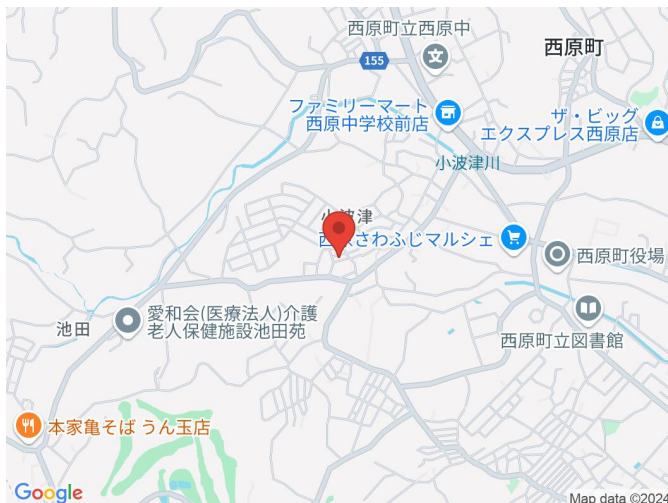 西原町立西原中
155
西原町
ファミリーマート
西原中学校前店
ザ・ビッグ
エクスプレス西原店
小波津川
小波津
西原さわふじマルシェ
西原町役場
愛和会(医療法人)介護
老人保健施設池田苑
池田
西原町立図書館
本家亀そば うん玉店
Google
Map data ©2024